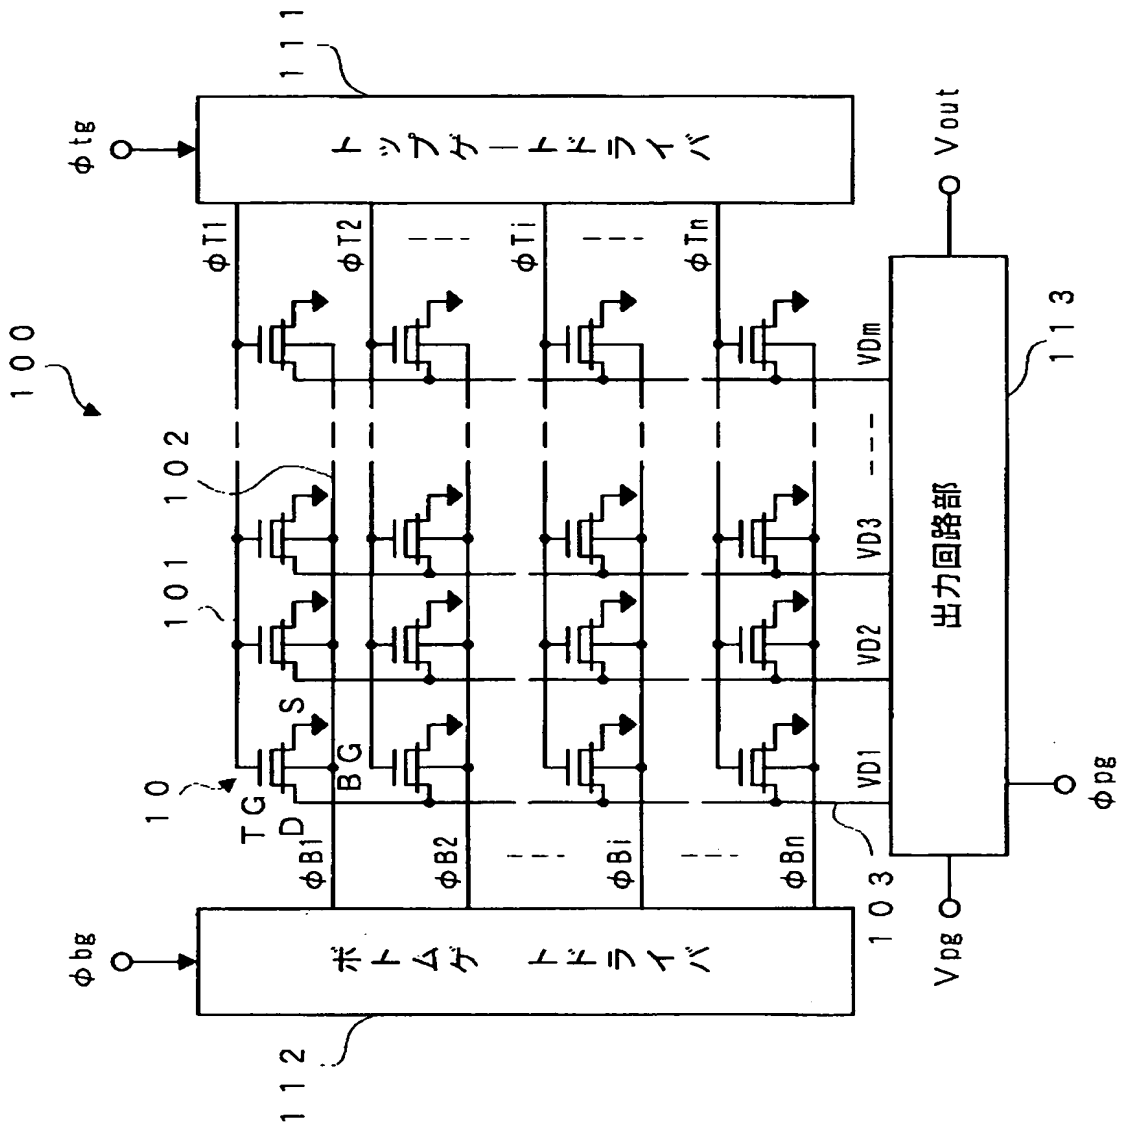 100
φtg
111
トップゲートドライバ
φT1
φT2
φTi
φTn
101
102
10
TG
D
S
BG
φB1
φB2
φBi
φBn
φbg
ボトムゲートドライバ
112
VD1
VD2
VD3
VDm
103
出力回路部
113
Vout
Vpg
φpg